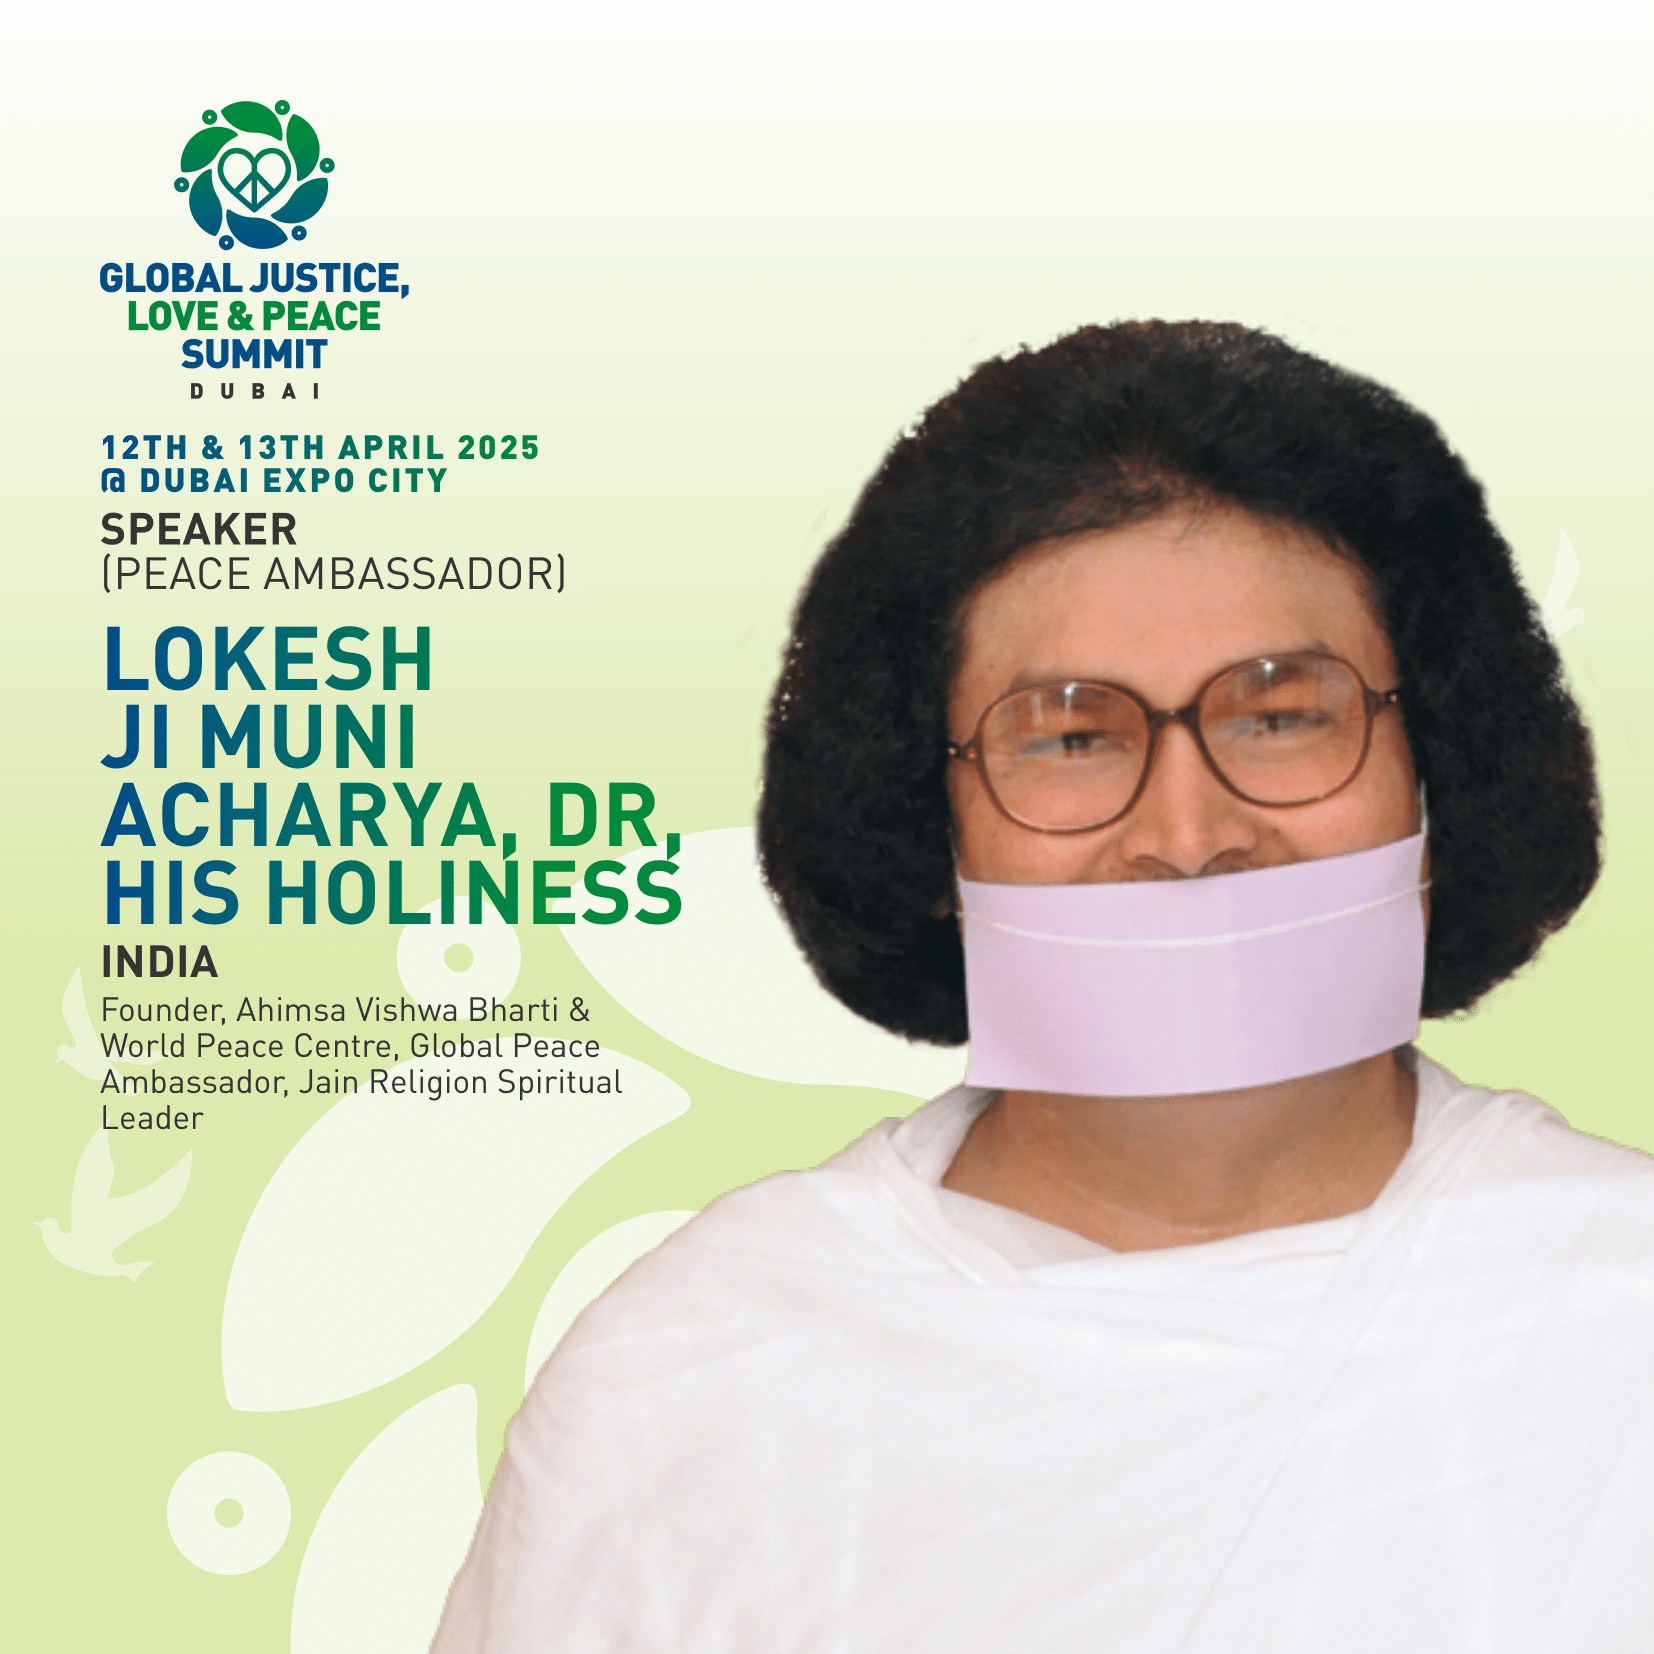 GLOBAL JUSTICE,
LOVE & PEACE
SUMMIT
DUBAI
12TH & 13TH APRIL 2025
@ DUBAI EXPO CITY
SPEAKER
(PEACE AMBASSADOR)
LOKESH
JI MUNI
ACHARYA, DR,
HIS HOLINESS
INDIA
Founder, Ahimsa Vishwa Bharti &
World Peace Centre, Global Peace
Ambassador, Jain Religion Spiritual
Leader